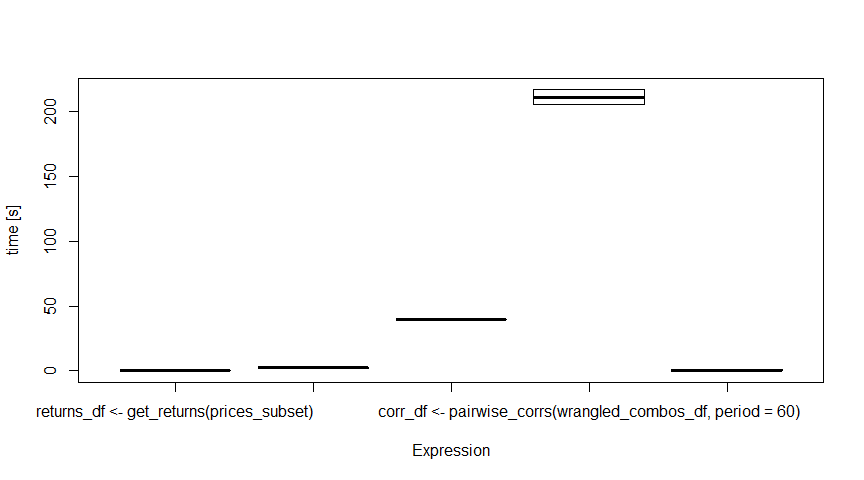 time [s]
200
150
100
50
0
returns_df <- get_returns(prices_subset)
corr_df <- pairwise_corrs(wrangled_combos_df, period = 60)
Expression